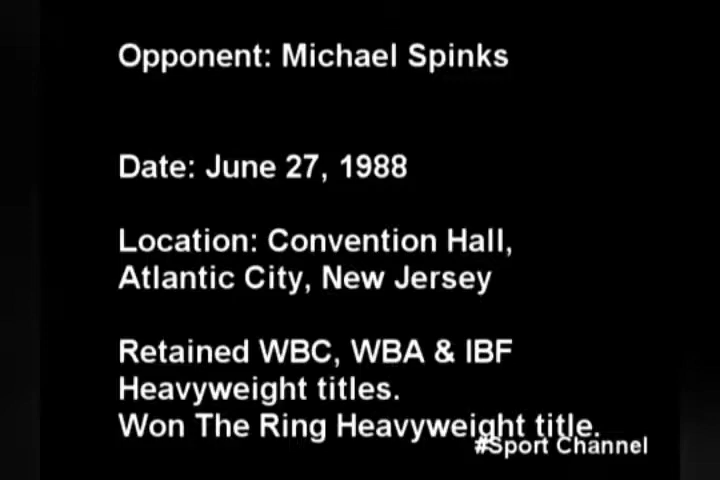 Opponent: Michael Spinks
Date: June 27, 1988
Location: Convention Hall,
Atlantic City, New Jersey
Retained WBC, WBA & IBF
Heavyweight titles.
Won The Ring Heavyweight title.
#Sport Channel